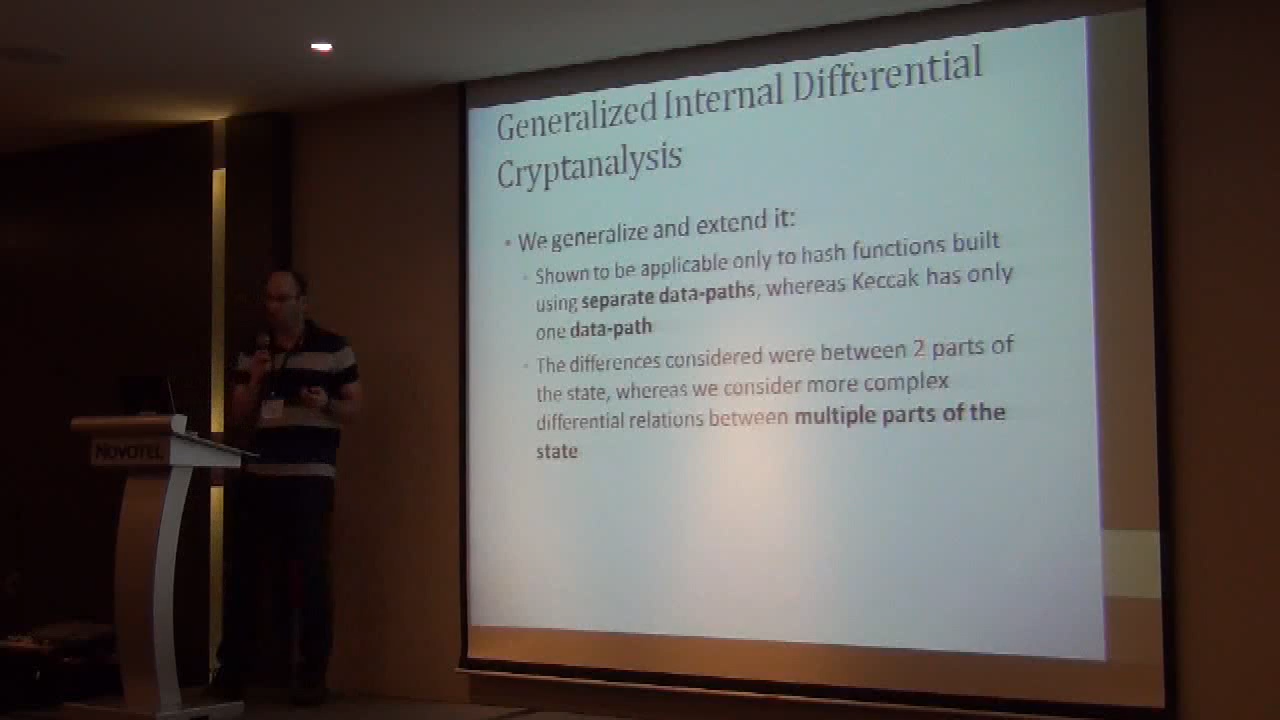 Generalized Internal Differential
Cryptanalysis
• We generalize and extend it:
• Shown to be applicable only to hash functions built
using separate data-paths, whereas Keccak has only
one data-path
• The differences considered were between 2 parts of
the state, whereas we consider more complex
differential relations between multiple parts of the
state
NOVOTEL